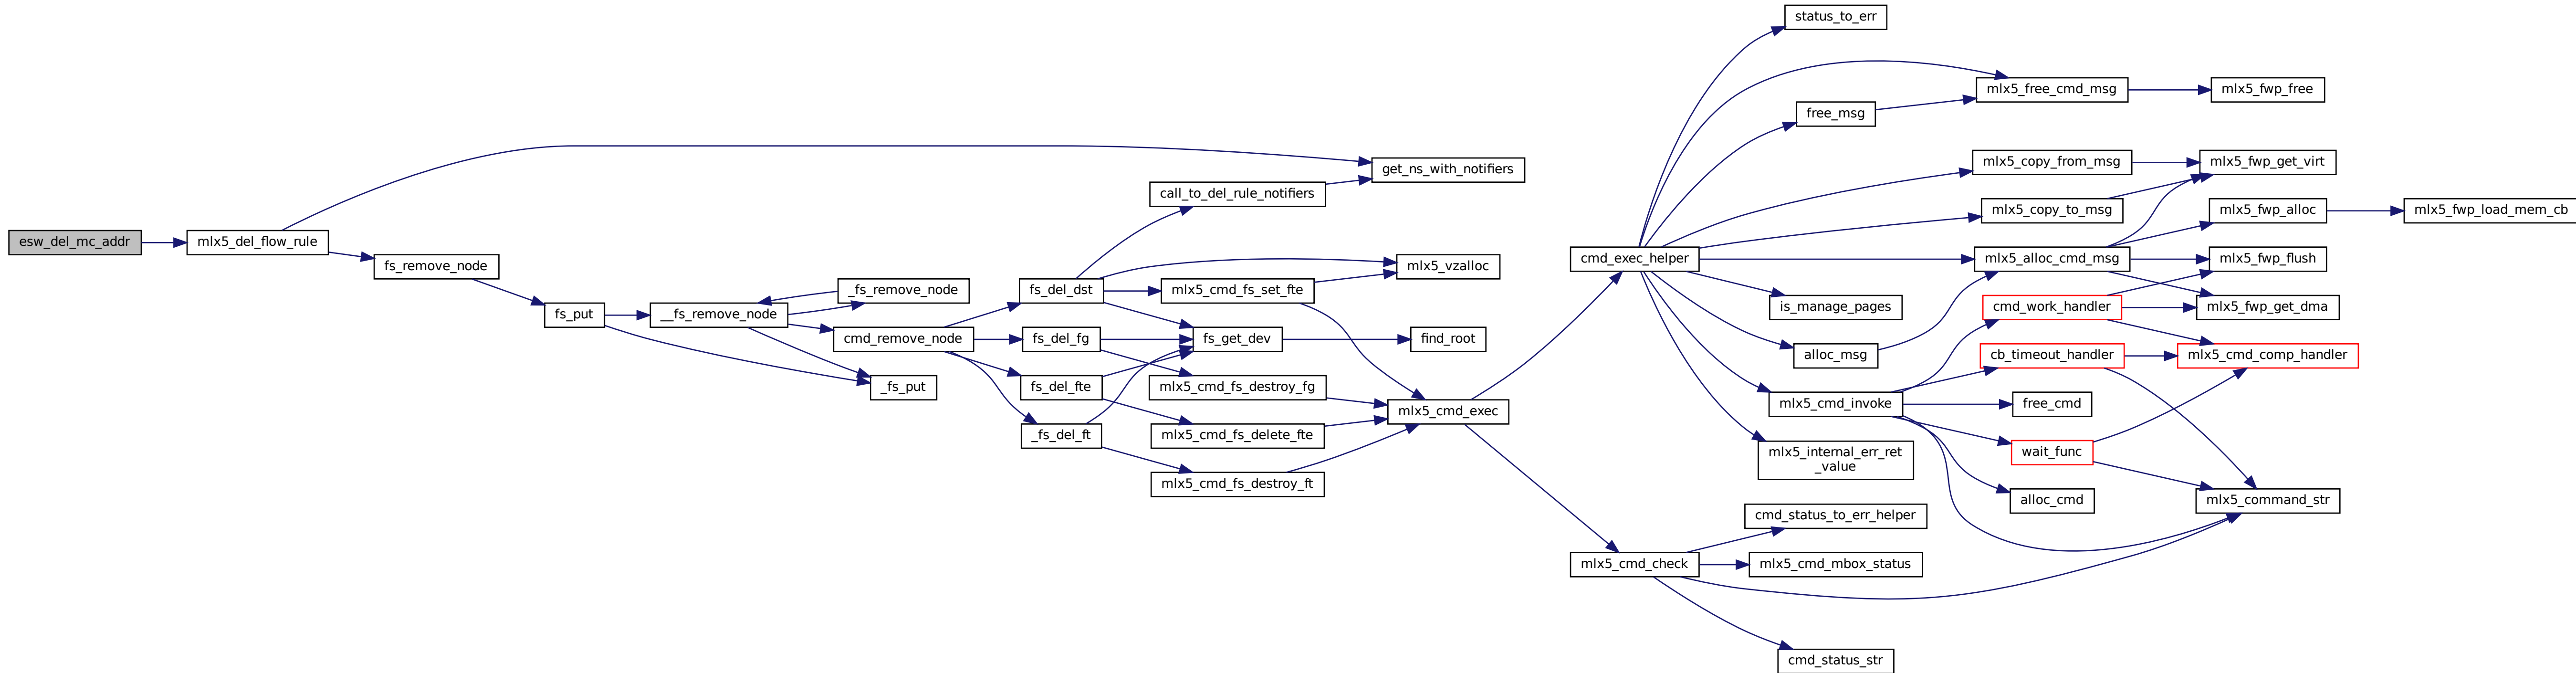 esw_del_mc_addr
mlx5_del_flow_rule
fs_remove_node
fs_put
__fs_remove_node
_fs_remove_node
cmd_remove_node
_fs_put
fs_del_dst
fs_del_fg
fs_del_fte
_fs_del_ft
call_to_del_rule_notifiers
mlx5_cmd_fs_set_fte
fs_get_dev
mlx5_cmd_fs_destroy_fg
mlx5_cmd_fs_delete_fte
mlx5_cmd_fs_destroy_ft
get_ns_with_notifiers
mlx5_vzalloc
find_root
mlx5_cmd_exec
cmd_exec_helper
mlx5_cmd_check
status_to_err
free_msg
is_manage_pages
alloc_msg
mlx5_cmd_invoke
mlx5_internal_err_ret
_value
cmd_status_to_err_helper
mlx5_cmd_mbox_status
cmd_status_str
mlx5_free_cmd_msg
mlx5_copy_from_msg
mlx5_copy_to_msg
mlx5_alloc_cmd_msg
cmd_work_handler
cb_timeout_handler
free_cmd
wait_func
alloc_cmd
mlx5_fwp_free
mlx5_fwp_get_virt
mlx5_fwp_alloc
mlx5_fwp_flush
mlx5_fwp_get_dma
mlx5_cmd_comp_handler
mlx5_command_str
mlx5_fwp_load_mem_cb